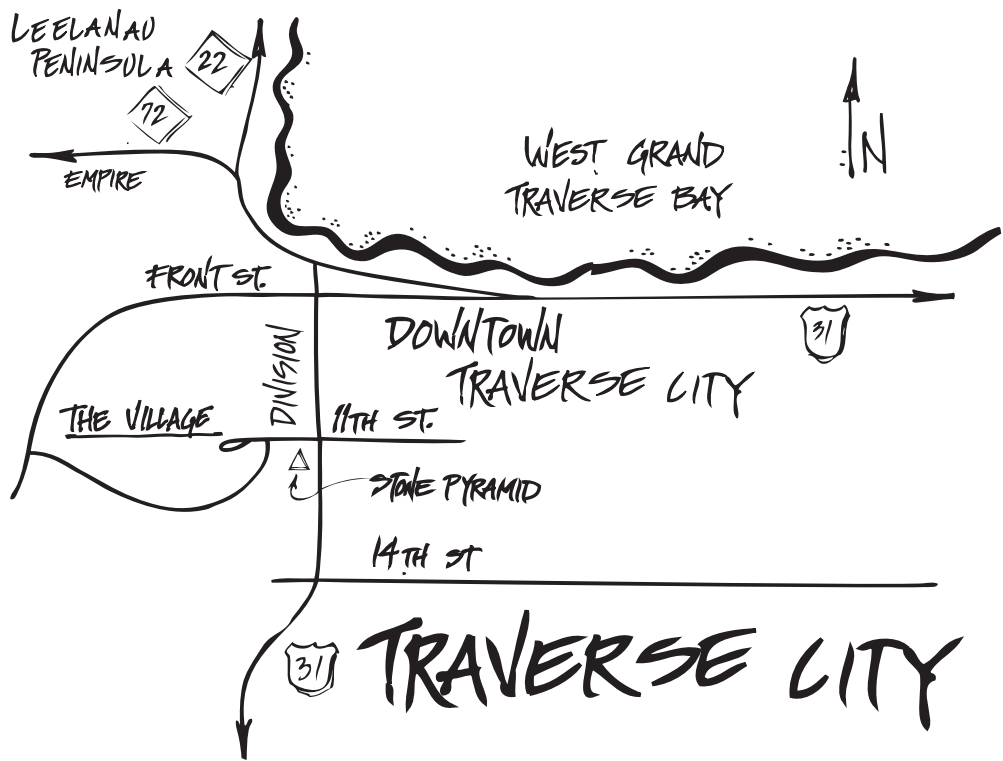 LEELANAU
PENINSULA
22
72
EMPIRE
WEST GRAND
TRAVERSE BAY
N
FRONT ST.
31
DOWNTOWN
TRAVERSE CITY
DIVISION
THE VILLAGE
11TH ST.
STONE PYRAMID
14TH ST
31
TRAVERSE CITY